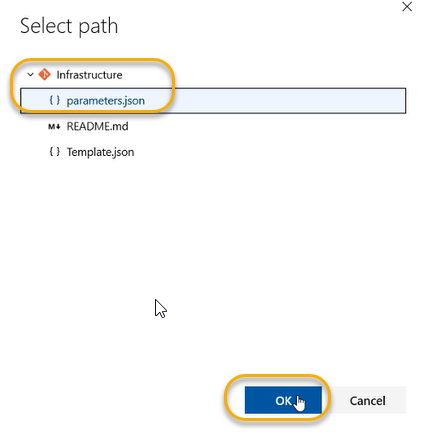 Select path
Infrastructure
{ } parameters.json
M↓ README.md
{ } Template.json
OK
Cancel